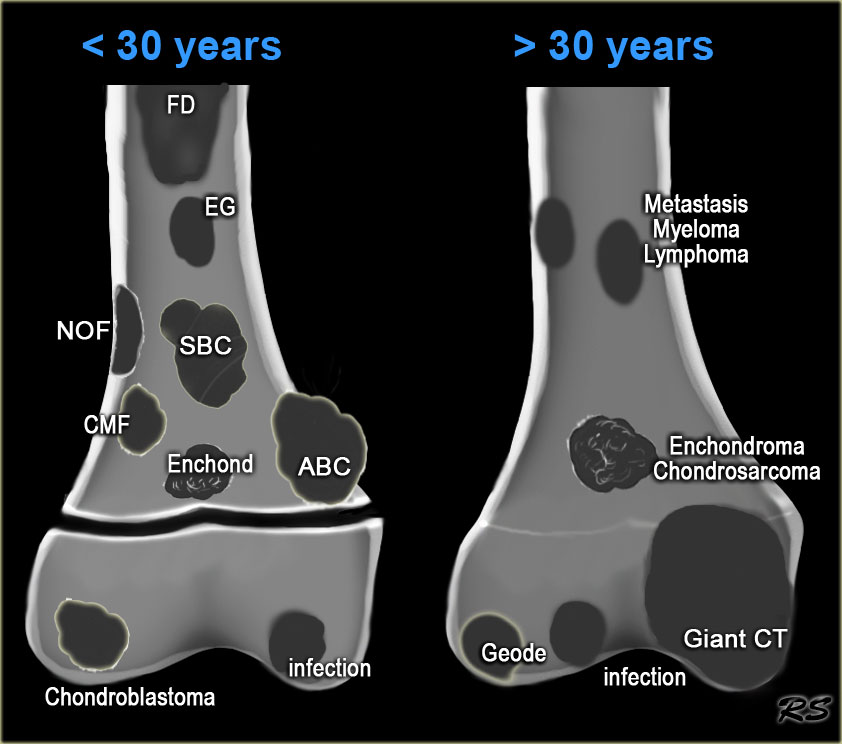 < 30 years
> 30 years
FD
EG
NOF
SBC
CMF
Enchond
ABC
Chondroblastoma
infection
Metastasis
Myeloma
Lymphoma
Enchondroma
Chondrosarcoma
Geode
infection
Giant CT
RS